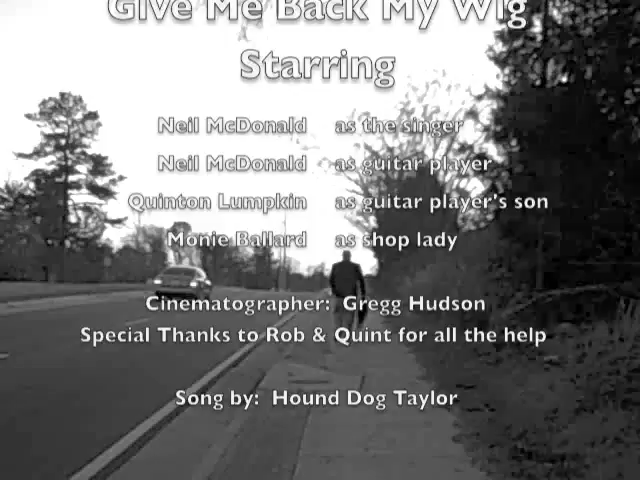 Give Me Back My Wig
Starring
Neil McDonald as the singer
Neil McDonald as guitar player
Quinton Lumpkin as guitar player's son
Monie Ballard as shop lady
Cinematographer: Gregg Hudson
Special Thanks to Rob & Quint for all the help
Song by: Hound Dog Taylor